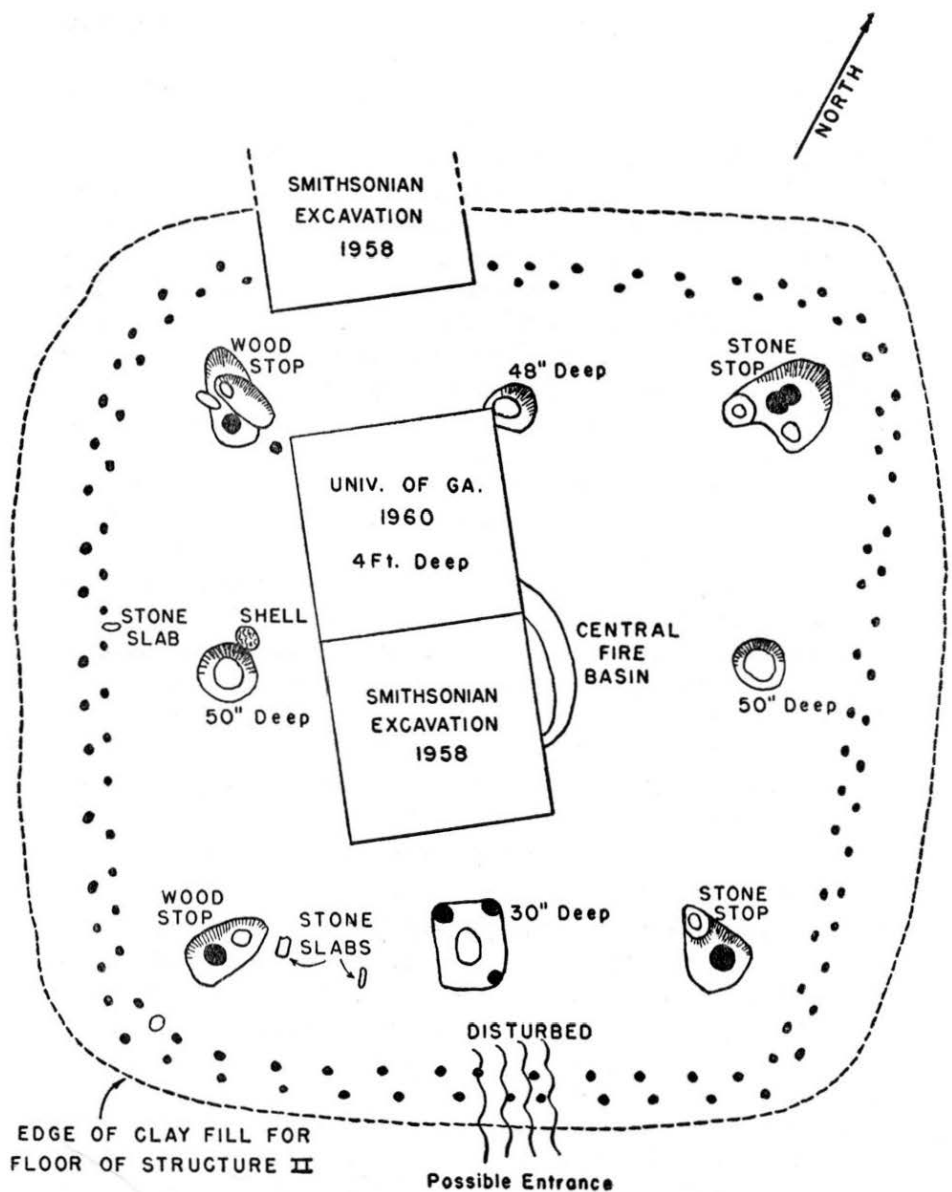 NORTH
SMITHSONIAN
EXCAVATION
1958
WOOD
STOP
48" Deep
STONE
STOP
UNIV. OF GA.
1960
4Ft. Deep
STONE
SLAB
SHELL
50" Deep
CENTRAL
FIRE
BASIN
50" Deep
SMITHSONIAN
EXCAVATION
1958
WOOD
STOP
STONE
SLABS
30" Deep
STONE
STOP
DISTURBED
EDGE OF CLAY FILL FOR
FLOOR OF STRUCTURE II
Possible Entrance